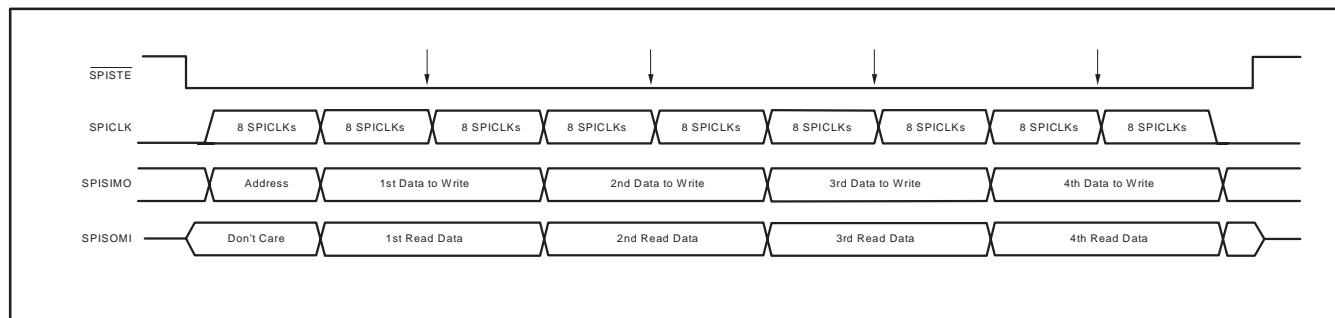 SPISTE
SPICLK
8 SPICLKs 8 SPICLKs 8 SPICLKs 8 SPICLKs 8 SPICLKs 8 SPICLKs 8 SPICLKs 8 SPICLKs 8 SPICLKs
SPISIMO
Address 1st Data to Write 2nd Data to Write 3rd Data to Write 4th Data to Write
SPISOMI
Don't Care 1st Read Data 2nd Read Data 3rd Read Data 4th Read Data